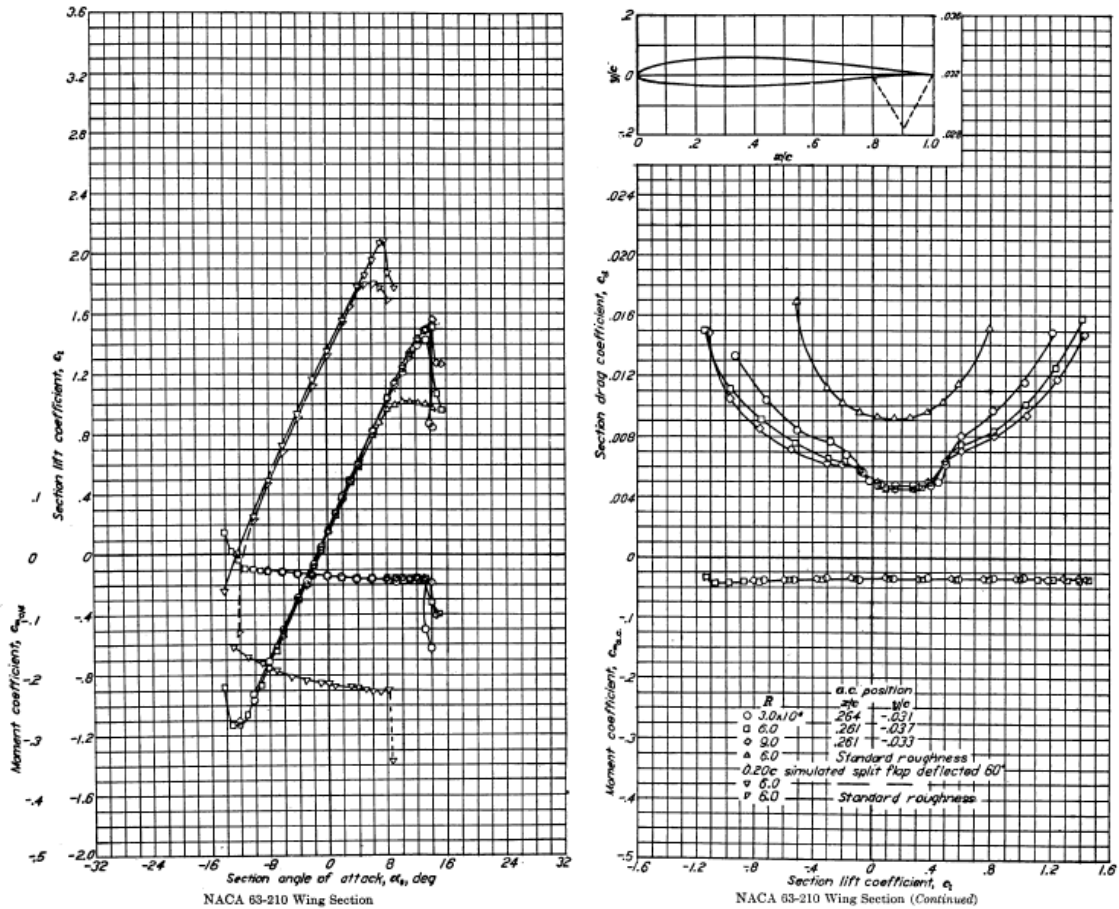 3.6
3.2
2.8
2.4
2.0
1.6
1.2
.8
.4
0
-.4
-.8
-1.2
-1.6
-2.0
Section lift coefficient, c_l
.1
0
-.1
-.2
-.3
-.4
-.5
Moment coefficient, c_m c/4
-32 -24 -16 -8 0 8 16 24 32
Section angle of attack, α₀, deg
NACA 63-210 Wing Section
.2
0
-.2
y/c
0 .2 .4 .6 .8 1.0
x/c
.036
.032
.028
.024
.020
.016
.012
.008
.004
0
Section drag coefficient, c_d
-.1
-.2
-.3
-.4
-.5
Moment coefficient, c_m a.c.
a.c. position
R x/c y/c
3.0x10⁶ .264 -.031
6.0 .261 -.037
9.0 .261 -.033
6.0 Standard roughness
0.20c simulated split flap deflected 60°
6.0
6.0 Standard roughness
-1.6 -1.2 -.8 -.4 0 .4 .8 1.2 1.6
Section lift coefficient, c_l
NACA 63-210 Wing Section (Continued)